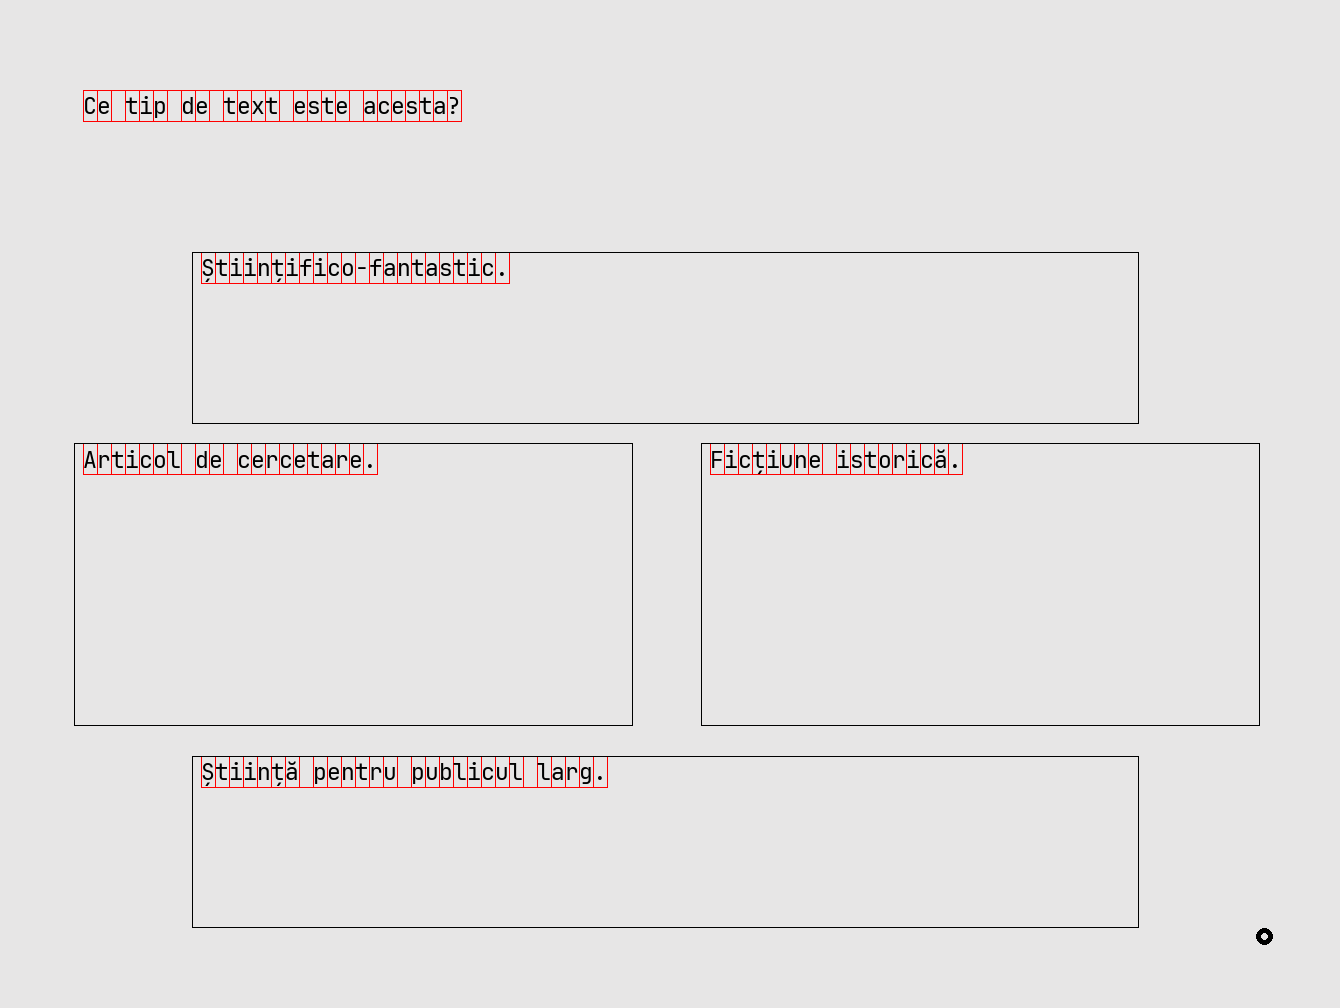 Ce tip de text este acesta?
Științifico-fantastic.
Articol de cercetare.
Ficțiune istorică.
Știință pentru publicul larg.